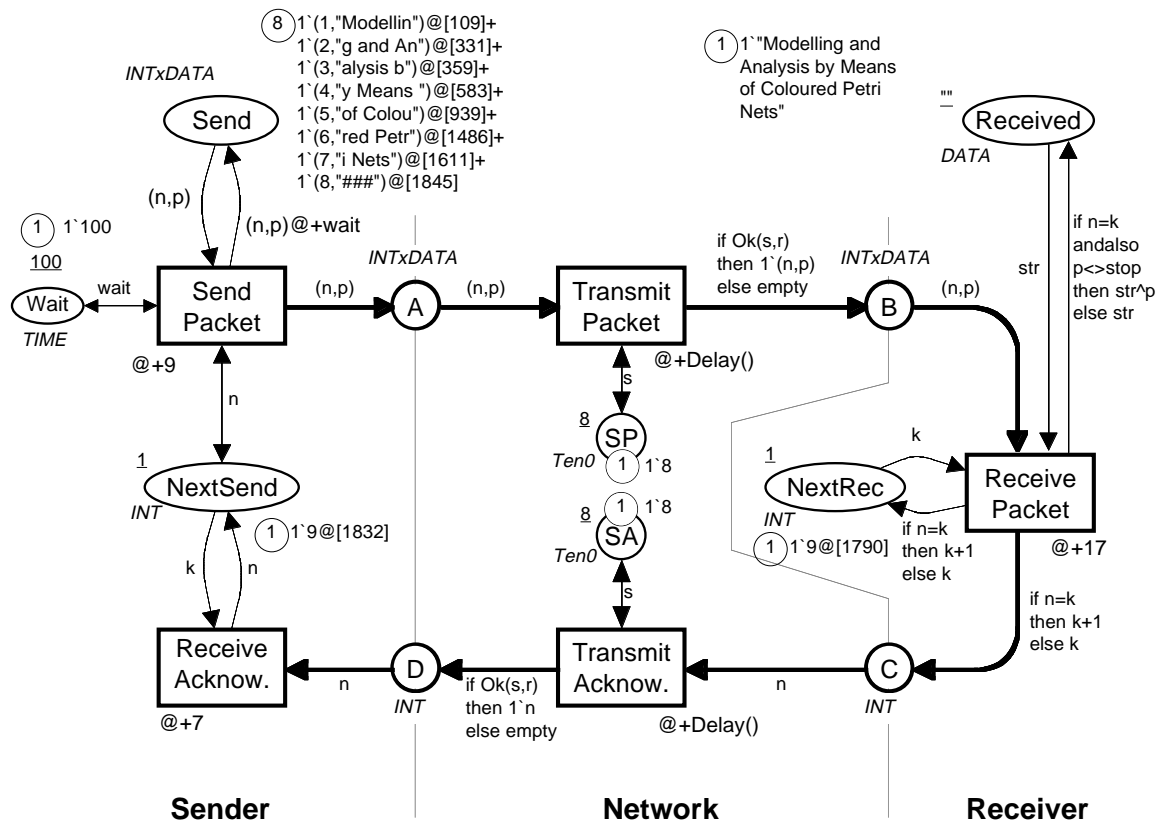 8
1`(1,"Modellin")@[109]+
1`(2,"g and An")@[331]+
1`(3,"alysis b")@[359]+
1`(4,"y Means ")@[583]+
1`(5,"of Colou")@[939]+
1`(6,"red Petr")@[1486]+
1`(7,"i Nets")@[1611]+
1`(8,"###")@[1845]
1
1`"Modelling and
Analysis by Means
of Coloured Petri
Nets"
INTxDATA
Send
""
Received
DATA
(n,p)
(n,p)@+wait
1
1`100
100
wait
Wait
TIME
Send
Packet
@+9
(n,p)
INTxDATA
A
(n,p)
Transmit
Packet
@+Delay()
if Ok(s,r)
then 1`(n,p)
else empty
INTxDATA
B
(n,p)
str
if n=k
andalso
p<>stop
then str^p
else str
n
s
8
SP
Ten0
1
1`8
1
NextSend
INT
1
1`9@[1832]
8
SA
Ten0
1
1`8
1
NextRec
INT
1
1`9@[1790]
k
if n=k
then k+1
else k
Receive
Packet
@+17
k
n
s
if n=k
then k+1
else k
Receive
Acknow.
@+7
n
D
INT
if Ok(s,r)
then 1`n
else empty
Transmit
Acknow.
@+Delay()
n
C
INT
Sender
Network
Receiver